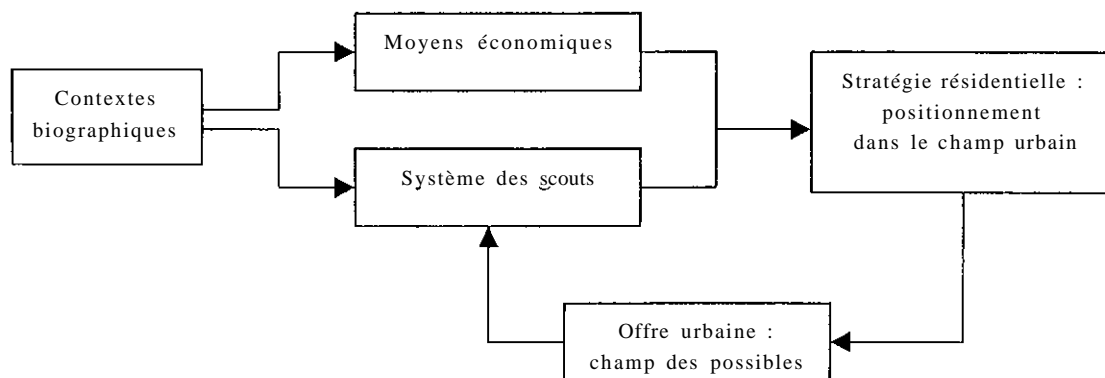 Moyens économiques
Contextes
biographiques
Stratégie résidentielle :
positionnement
dans le champ urbain
Système des scouts
Offre urbaine :
champ des possibles